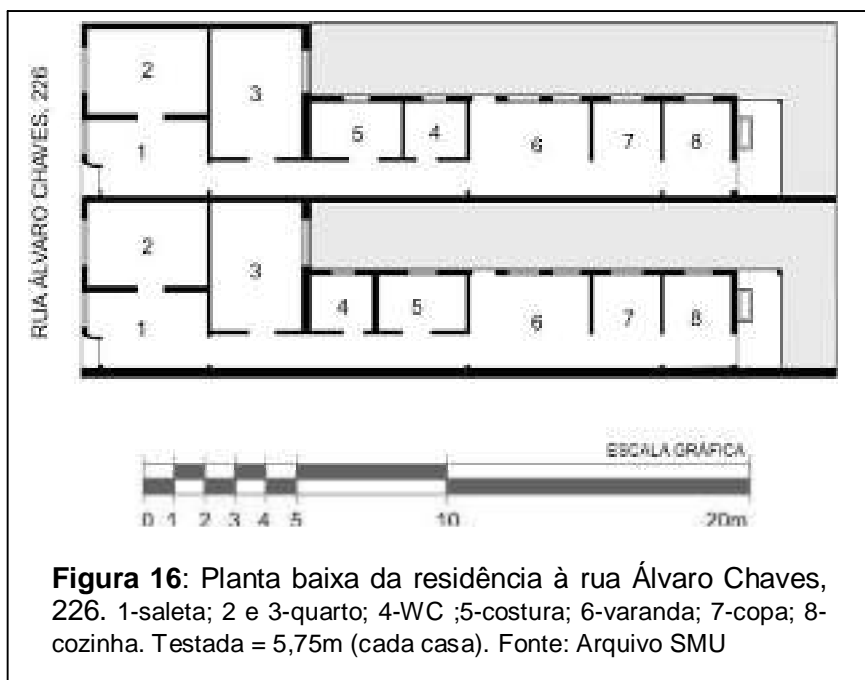 RUA ÁLVARO CHAVES, 226
2
3
1
5
4
6
7
8
2
3
1
4
5
6
7
8
ESCALA GRÁFICA
0 1 2 3 4 5 10 20m
Figura 16: Planta baixa da residência à rua Álvaro Chaves,
226. 1-saleta; 2 e 3-quarto; 4-WC ;5-costura; 6-varanda; 7-copa; 8-
cozinha. Testada = 5,75m (cada casa). Fonte: Arquivo SMU